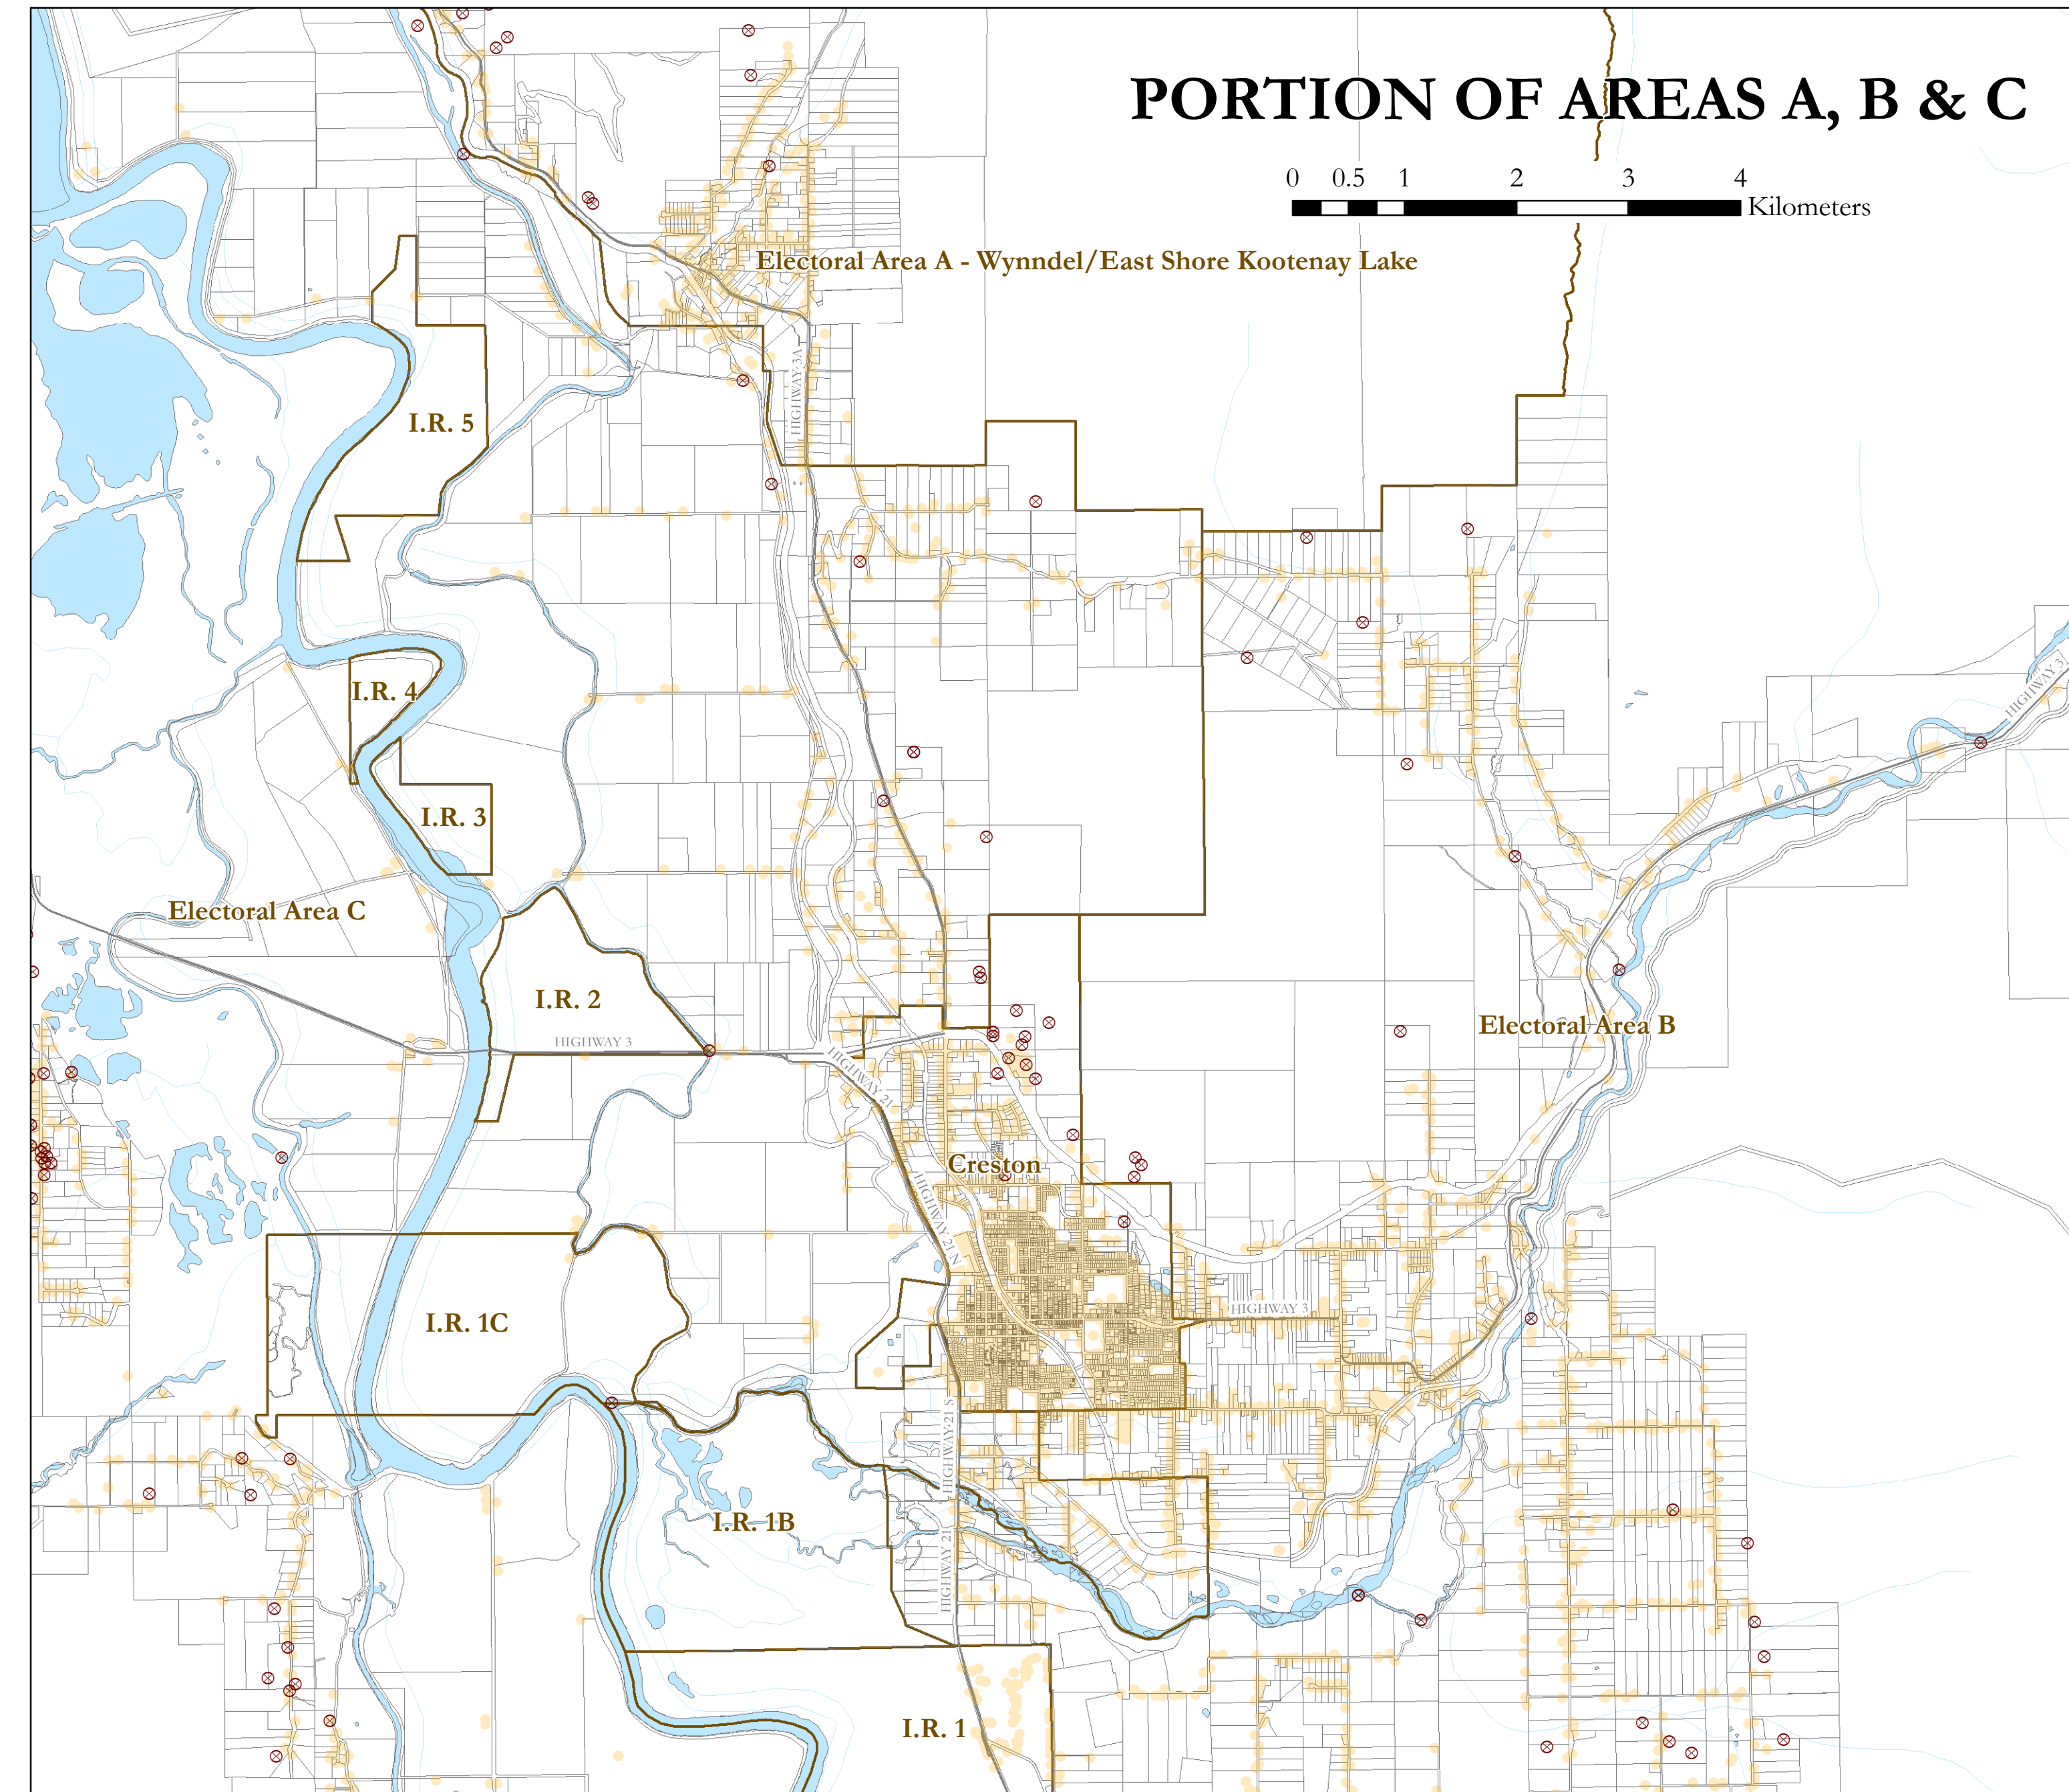 PORTION OF AREAS A, B & C
0 0.5 1 2 3 4
Kilometers
Electoral Area A - Wynndel/East Shore Kootenay Lake
HIGHWAY 3A
I.R. 5
HIGHWAY 3
I.R. 4
I.R. 3
Electoral Area C
I.R. 2
Electoral Area B
HIGHWAY 3
HIGHWAY 21
Creston
HIGHWAY 21 N
HIGHWAY 3
I.R. 1C
HIGHWAY 21 S
I.R. 1B
HIGHWAY 21
I.R. 1